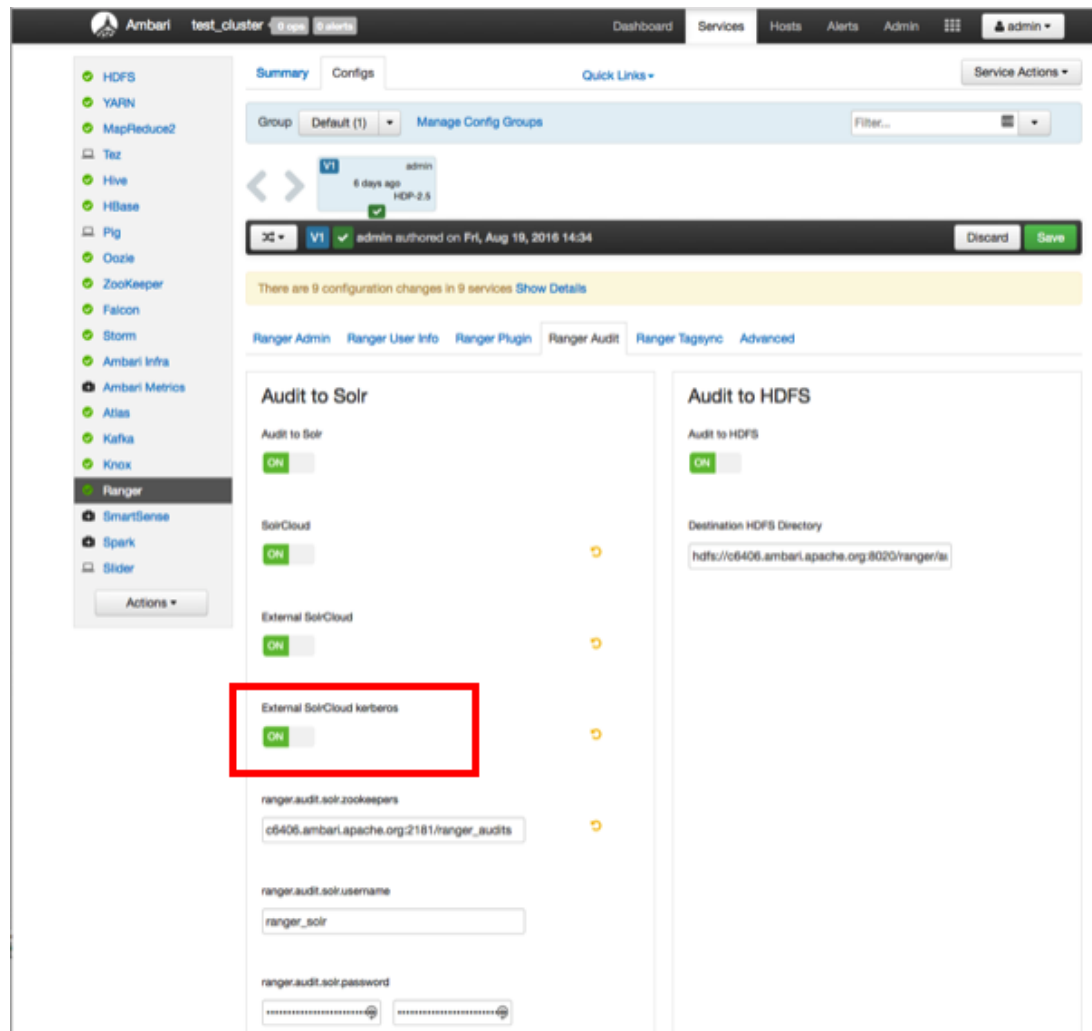 Ambari test_cluster 0 ops 0 alerts Dashboard Services Hosts Alerts Admin admin
HDFS
YARN
MapReduce2
Tez
Hive
HBase
Pig
Oozie
ZooKeeper
Falcon
Storm
Ambari Infra
Ambari Metrics
Atlas
Kafka
Knox
Ranger
SmartSense
Spark
Slider
Actions
Summary Configs Quick Links Service Actions
Group Default (1) Manage Config Groups Filter...
V1 admin
6 days ago
HDP-2.5
V1 admin authored on Fri, Aug 19, 2016 14:34 Discard Save
There are 9 configuration changes in 9 services Show Details
Ranger Admin Ranger User Info Ranger Plugin Ranger Audit Ranger Tagsync Advanced
Audit to Solr
Audit to Solr
ON
SolrCloud
ON
External SolrCloud
ON
External SolrCloud kerberos
ON
ranger.audit.solr.zookeepers
c6406.ambari.apache.org:2181/ranger_audits
ranger.audit.solr.username
ranger_solr
ranger.audit.solr.password
Audit to HDFS
Audit to HDFS
ON
Destination HDFS Directory
hdfs://c6406.ambari.apache.org:8020/ranger/au